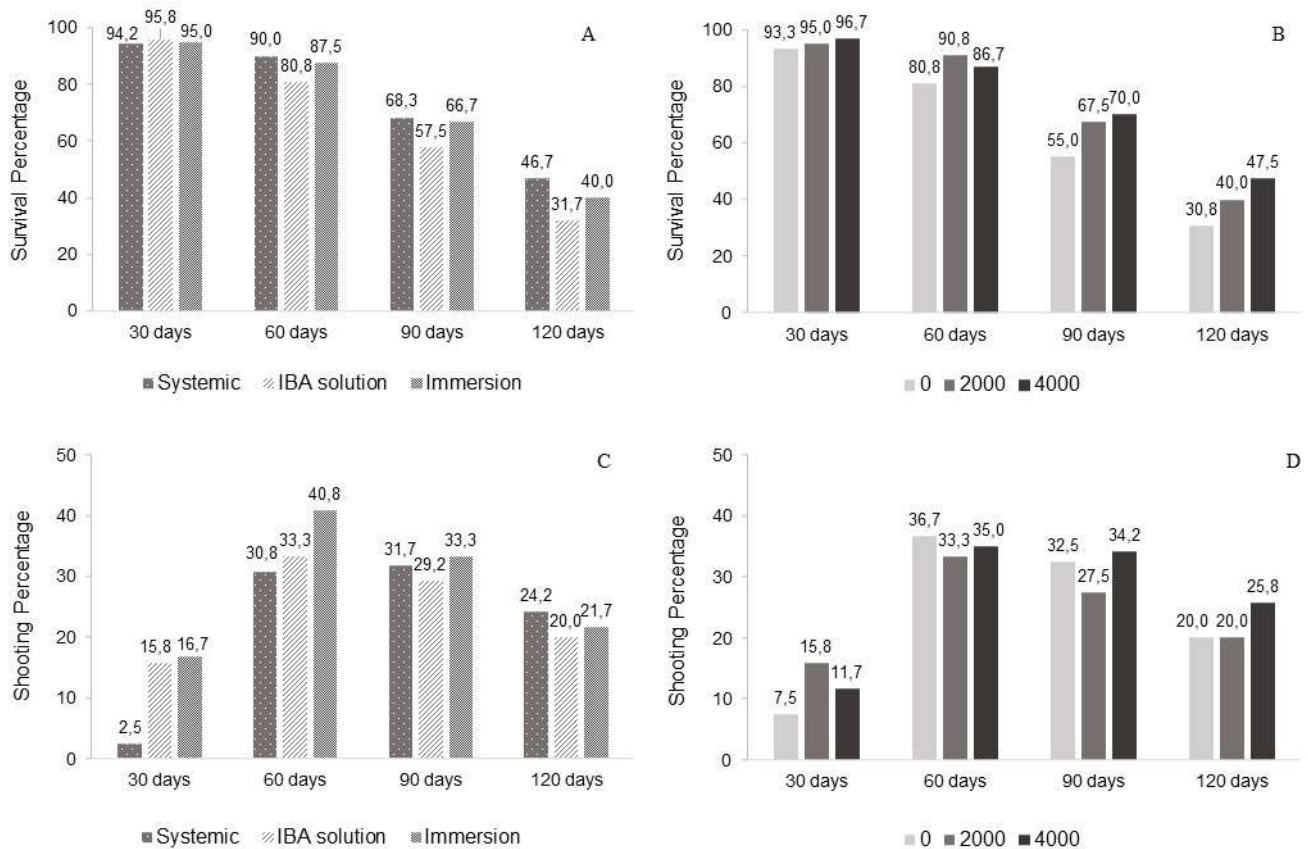 A
Survival Percentage
100
80
60
40
20
0
94,2 95,8 95,0
90,0 80,8 87,5
68,3 57,5 66,7
46,7 31,7 40,0
30 days 60 days 90 days 120 days
Systemic IBA solution Immersion
B
Survival Percentage
100
80
60
40
20
0
93,3 95,0 96,7
80,8 90,8 86,7
55,0 67,5 70,0
30,8 40,0 47,5
30 days 60 days 90 days 120 days
0 2000 4000
C
Shooting Percentage
50
40
30
20
10
0
2,5 15,8 16,7
30,8 33,3 40,8
31,7 29,2 33,3
24,2 20,0 21,7
30 days 60 days 90 days 120 days
Systemic IBA solution Immersion
D
Shooting Percentage
50
40
30
20
10
0
7,5 15,8 11,7
36,7 33,3 35,0
32,5 27,5 34,2
20,0 20,0 25,8
30 days 60 days 90 days 120 days
0 2000 4000